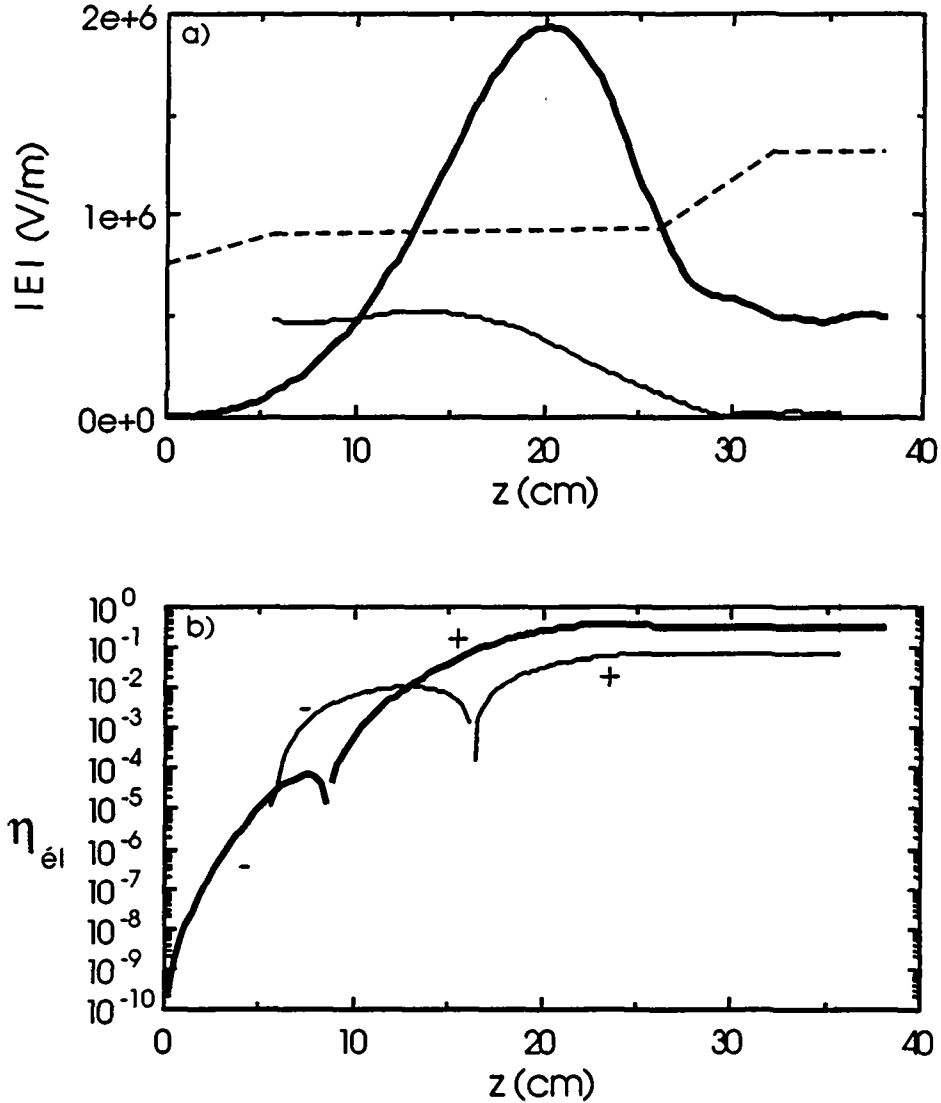 2e+6
a)
1e+6
0e+0
|E| (V/m)
0 10 20 30 40
z (cm)
b)
10⁰
10⁻¹
10⁻²
10⁻³
10⁻⁴
10⁻⁵
10⁻⁶
10⁻⁷
10⁻⁸
10⁻⁹
10⁻¹⁰
+
+
-
-
ηél
0 10 20 30 40
z (cm)